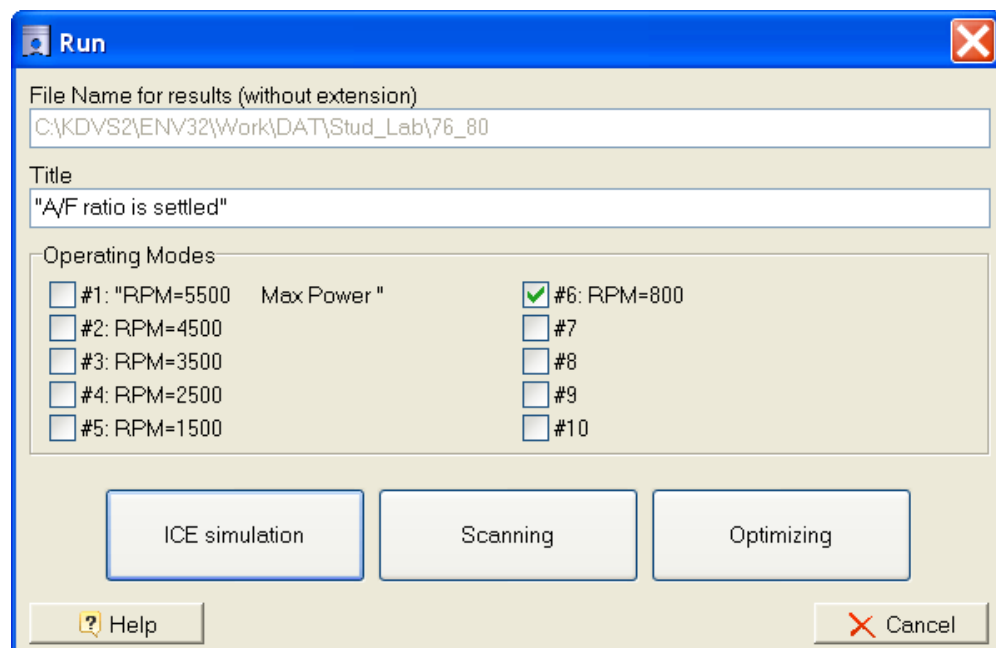 Run
File Name for results (without extension)
C:\KDVS2\ENV32\Work\DAT\Stud_Lab\76_80
Title
"A/F ratio is settled"
Operating Modes
#1: "RPM=5500 Max Power "
#2: RPM=4500
#3: RPM=3500
#4: RPM=2500
#5: RPM=1500
#6: RPM=800
#7
#8
#9
#10
ICE simulation
Scanning
Optimizing
Help
Cancel